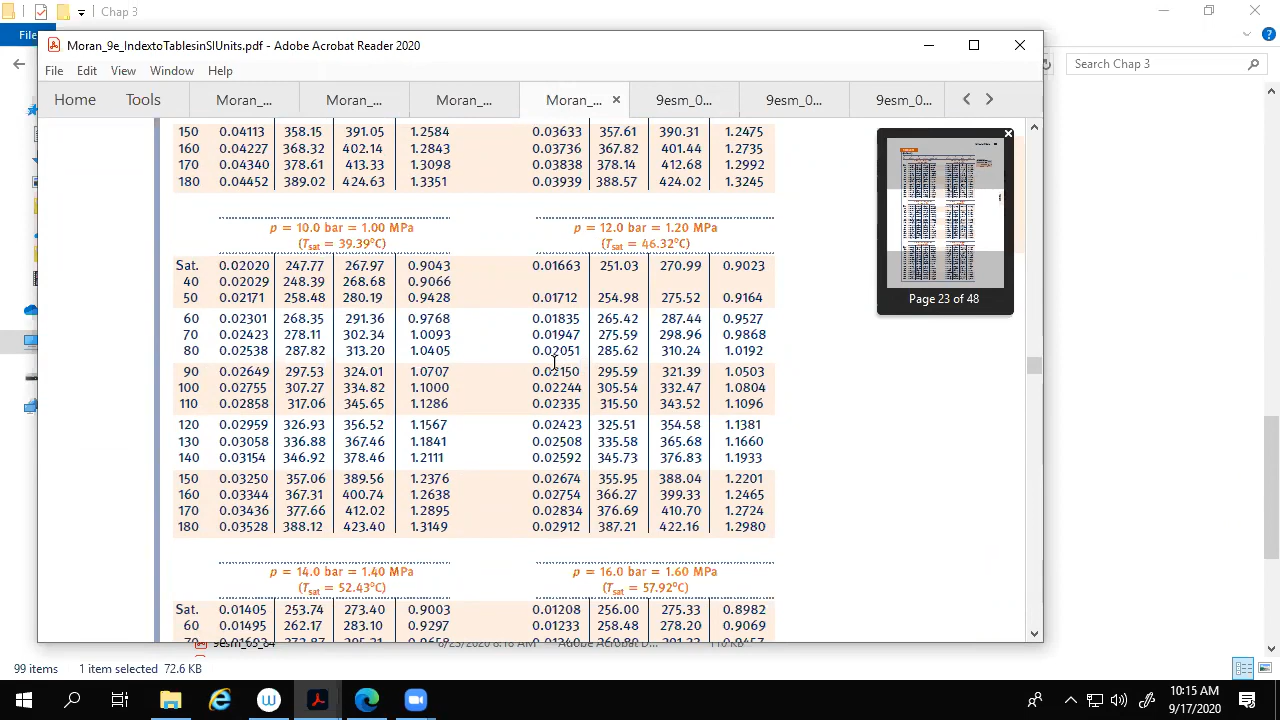 Chap 3
File
Moran_9e_IndextoTablesinSIUnits.pdf - Adobe Acrobat Reader 2020
Search Chap 3
File Edit View Window Help
Home Tools Moran_... Moran_... Moran_... Moran_... 9esm_0... 9esm_0... 9esm_0...
150 0.04113 358.15 391.05 1.2584 0.03633 357.61 390.31 1.2475
160 0.04227 368.32 402.14 1.2843 0.03736 367.82 401.44 1.2735
170 0.04340 378.61 413.33 1.3098 0.03838 378.14 412.68 1.2992
180 0.04452 389.02 424.63 1.3351 0.03939 388.57 424.02 1.3245
p = 10.0 bar = 1.00 MPa p = 12.0 bar = 1.20 MPa
(Tsat = 39.39°C) (Tsat = 46.32°C)
Sat. 0.02020 247.77 267.97 0.9043 0.01663 251.03 270.99 0.9023
40 0.02029 248.39 268.68 0.9066
50 0.02171 258.48 280.19 0.9428 0.01712 254.98 275.52 0.9164
60 0.02301 268.35 291.36 0.9768 0.01835 265.42 287.44 0.9527
70 0.02423 278.11 302.34 1.0093 0.01947 275.59 298.96 0.9868
80 0.02538 287.82 313.20 1.0405 0.02051 285.62 310.24 1.0192
90 0.02649 297.53 324.01 1.0707 0.02150 295.59 321.39 1.0503
100 0.02755 307.27 334.82 1.1000 0.02244 305.54 332.47 1.0804
110 0.02858 317.06 345.65 1.1286 0.02335 315.50 343.52 1.1096
120 0.02959 326.93 356.52 1.1567 0.02423 325.51 354.58 1.1381
130 0.03058 336.88 367.46 1.1841 0.02508 335.58 365.68 1.1660
140 0.03154 346.92 378.46 1.2111 0.02592 345.73 376.83 1.1933
150 0.03250 357.06 389.56 1.2376 0.02674 355.95 388.04 1.2201
160 0.03344 367.31 400.74 1.2638 0.02754 366.27 399.33 1.2465
170 0.03436 377.66 412.02 1.2895 0.02834 376.69 410.70 1.2724
180 0.03528 388.12 423.40 1.3149 0.02912 387.21 422.16 1.2980
p = 14.0 bar = 1.40 MPa p = 16.0 bar = 1.60 MPa
(Tsat = 52.43°C) (Tsat = 57.92°C)
Sat. 0.01405 253.74 273.40 0.9003 0.01208 256.00 275.33 0.8982
60 0.01495 262.17 283.10 0.9297 0.01233 258.48 278.20 0.9069
Page 23 of 48
99 items 1 item selected 72.6 KB
10:15 AM
9/17/2020